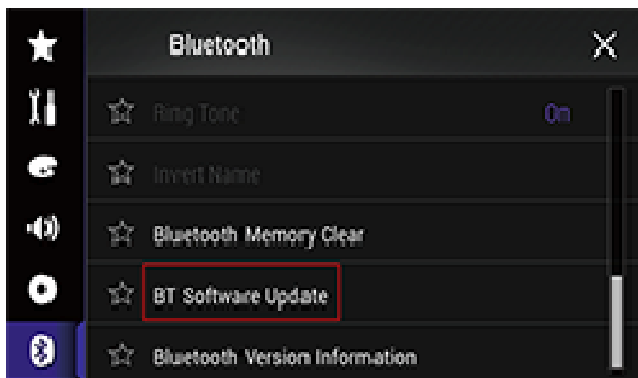 Bluetooth
Ring Tone On
Invert Name
Bluetooth Memory Clear
BT Software Update
Bluetooth Version Information